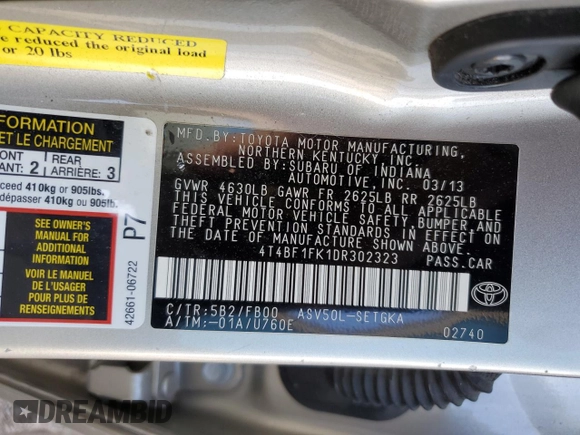 CAPACITY REDUCED
reduced the original load
or 20 lbs
FORMATION
ET LE CHARGEMENT
ONT
ANT: 2
REAR
ARRIÈRE: 3
ceed 410kg or 905lbs.
dépasser 410 kg ou 905lb.
SEE OWNER'S
MANUAL FOR
ADDITIONAL
INFORMATION
VOIR LE MANUEL
DE L'USAGER
POUR PLUS DE
RENSEIGNEMENTS
P7
42661-06722
MFD. BY: TOYOTA MOTOR MANUFACTURING,
NORTHERN KENTUCKY, INC.
ASSEMBLED BY: SUBARU OF INDIANA
AUTOMOTIVE, INC. 03/13
GVWR 4630LB GAWR FR 2625LB RR 2625LB
THIS VEHICLE CONFORMS TO ALL APPLICABLE
FEDERAL MOTOR VEHICLE SAFETY, BUMPER, AND
THEFT PREVENTION STANDARDS IN EFFECT ON
THE DATE OF MANUFACTURE SHOWN ABOVE.
4T4BF1FK1DR302323 PASS.CAR
C/TR:5B2/FB00 ASV50L-SETGKA
A/TM:-01A/U760E 02740
TOYOTA
DREAMBID